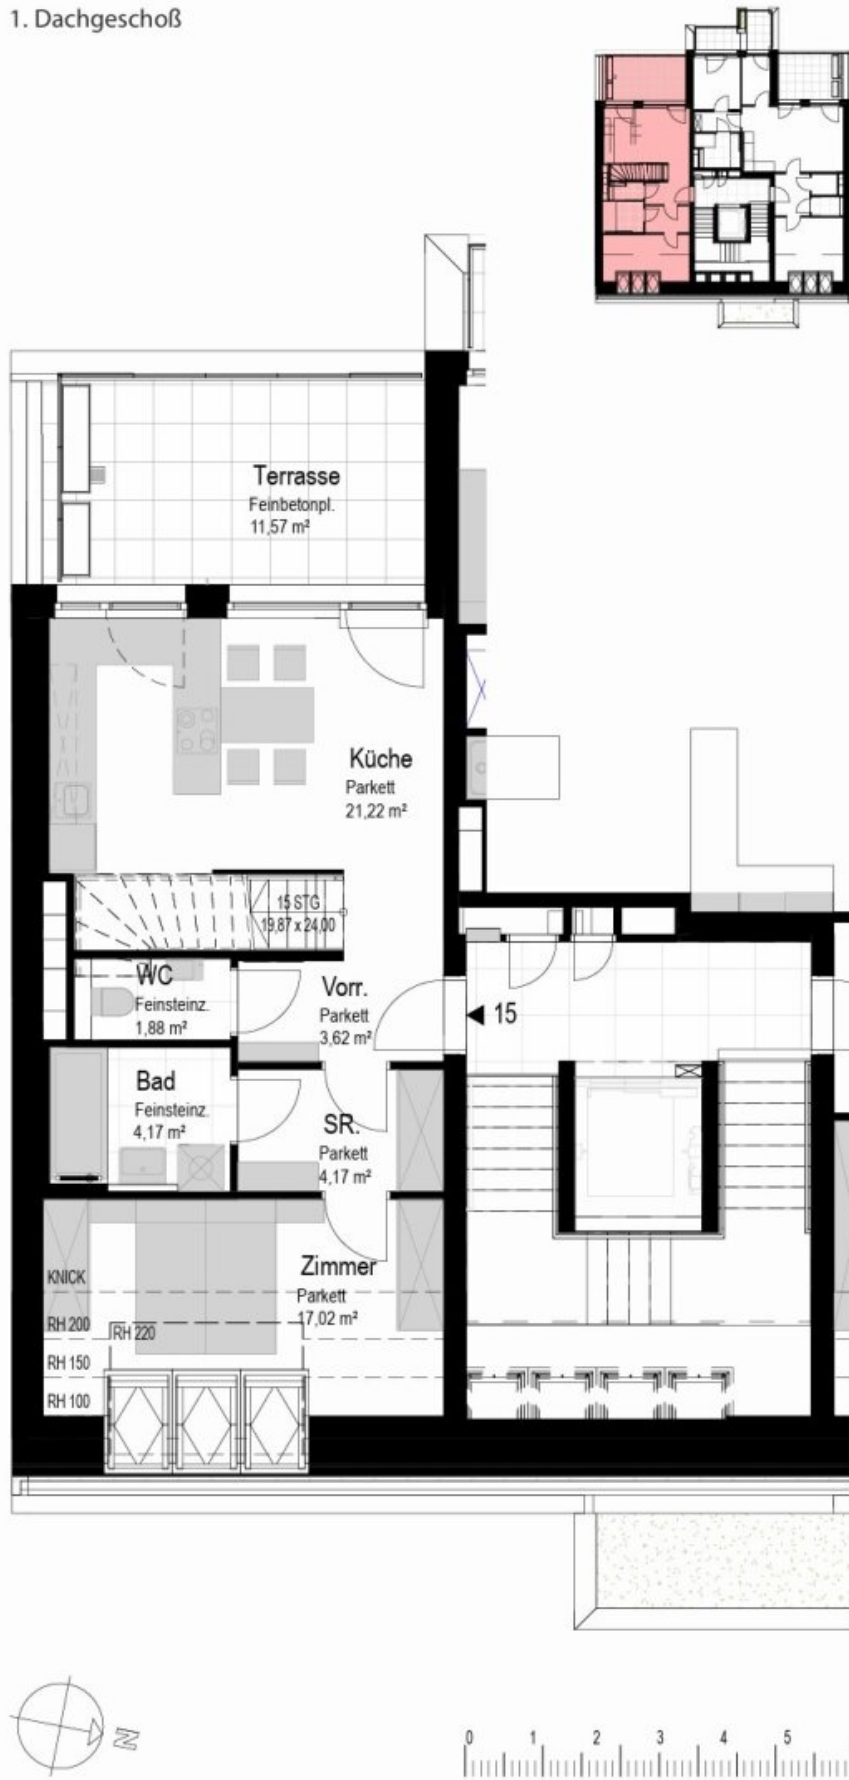 1. Dachgeschoß
Terrasse
Feinbetonpl.
11,57 m²
Küche
Parkett
21,22 m²
15 STG
19,87 x 24,00
WC
Feinsteinz.
1,88 m²
Vorr.
Parkett
3,62 m²
15
Bad
Feinsteinz.
4,17 m²
SR.
Parkett
4,17 m²
Zimmer
Parkett
17,02 m²
KNICK
RH 200
RH 220
RH 150
RH 100
N
0 1 2 3 4 5